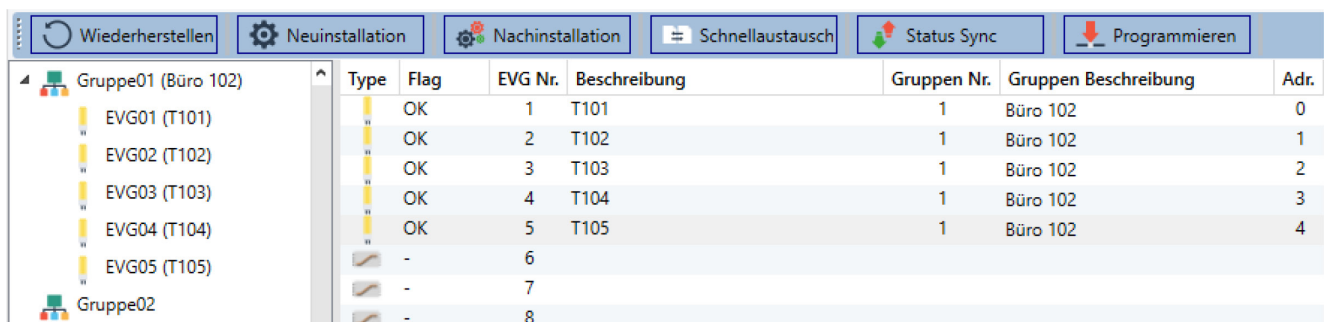 Wiederherstellen Neuinstallation Nachinstallation Schnellaustausch Status Sync Programmieren
Gruppe01 (Büro 102)
EVG01 (T101)
EVG02 (T102)
EVG03 (T103)
EVG04 (T104)
EVG05 (T105)
Gruppe02
Type Flag EVG Nr. Beschreibung Gruppen Nr. Gruppen Beschreibung Adr.
OK 1 T101 1 Büro 102 0
OK 2 T102 1 Büro 102 1
OK 3 T103 1 Büro 102 2
OK 4 T104 1 Büro 102 3
OK 5 T105 1 Büro 102 4
- 6
- 7
- 8